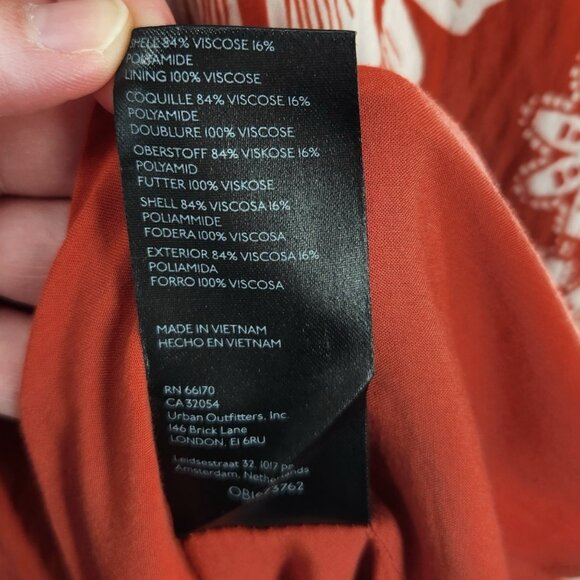 SHELL 84% VISCOSE 16%
POLYAMIDE
LINING 100% VISCOSE
COQUILLE 84% VISCOSE 16%
POLYAMIDE
DOUBLURE 100% VISCOSE
OBERSTOFF 84% VISKOSE 16%
POLYAMID
FUTTER 100% VISKOSE
SHELL 84% VISCOSA 16%
POLIAMMIDE
FODERA 100% VISCOSA
EXTERIOR 84% VISCOSA 16%
POLIAMIDA
FORRO 100% VISCOSA
MADE IN VIETNAM
HECHO EN VIETNAM
RN 66170
CA 32054
Urban Outfitters, Inc.
146 Brick Lane
LONDON, E1 6RU
Leidsestraat 32, 1017
Amsterdam, Netherlands